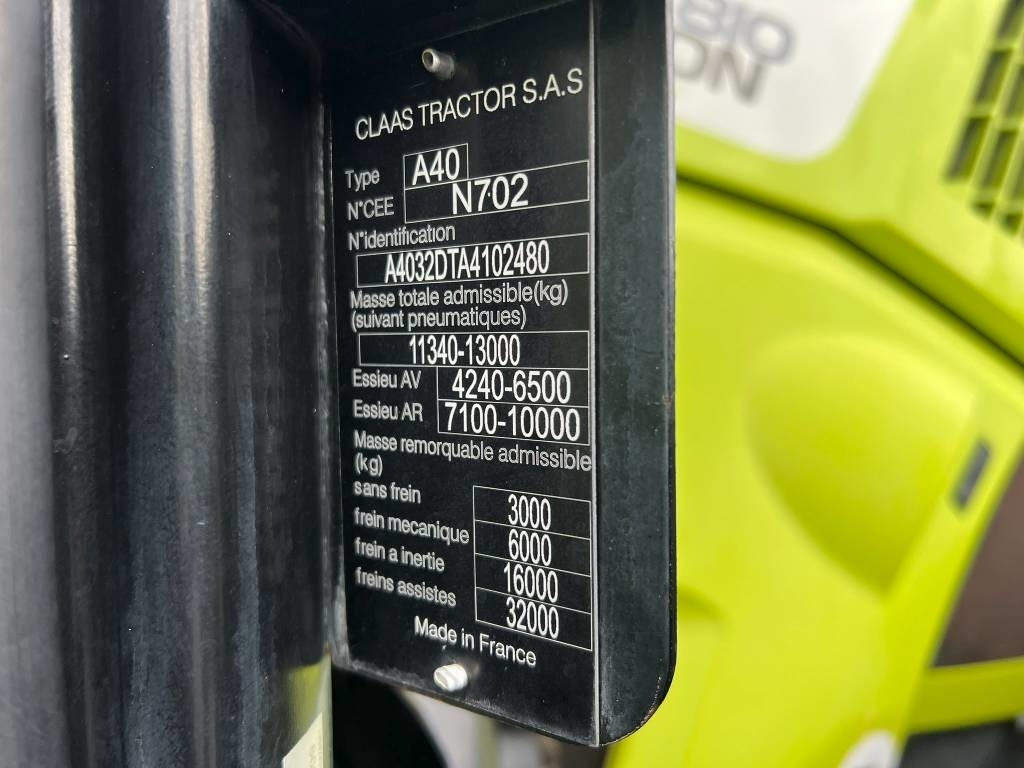 810
ON
CLAAS TRACTOR S.A.S
Type A40
N°CEE N702
N°identification
A4032DTA4102480
Masse totale admissible(kg)
(suivant pneumatiques)
11340-13000
Essieu AV 4240-6500
Essieu AR 7100-10000
Masse remorquable admissible
(kg)
sans frein 3000
frein mecanique 6000
frein a inertie 16000
freins assistes 32000
Made in France